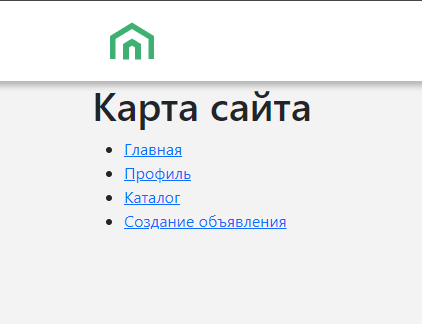 Карта сайта
Главная
Профиль
Каталог
Создание объявления